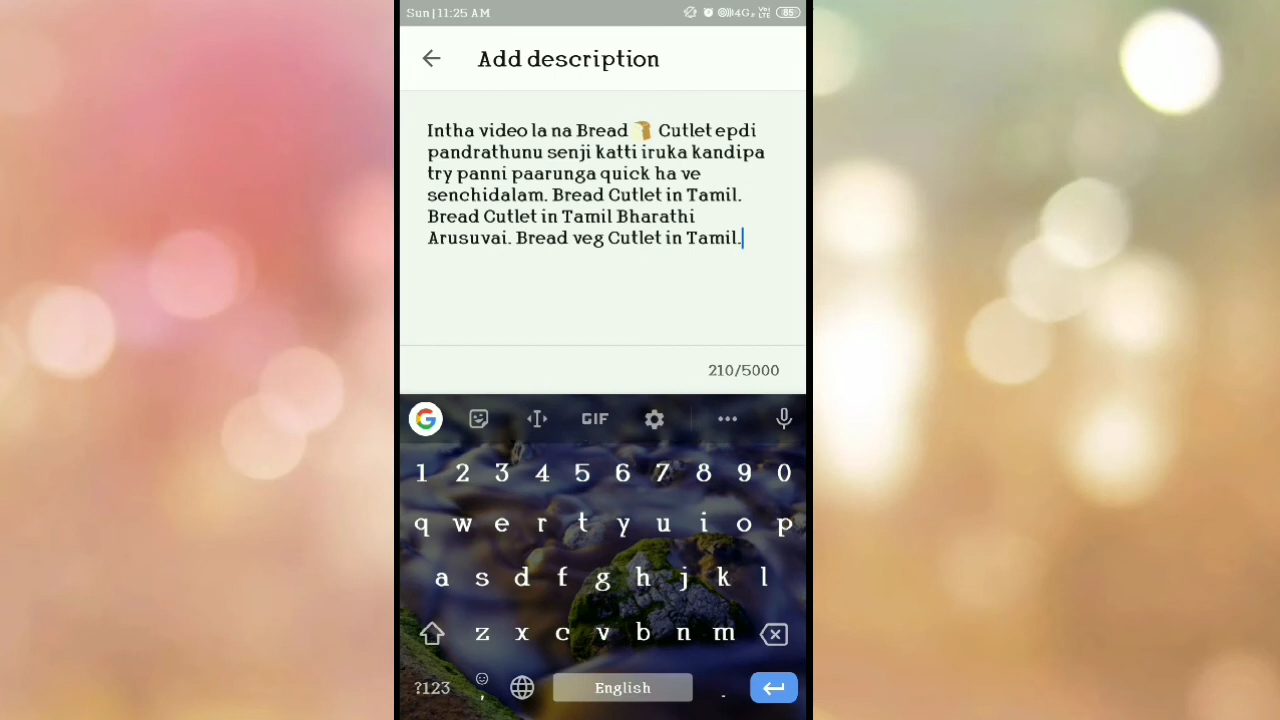 Sun | 11:25 AM 4G Vo LTE 85
Add description
Intha video la na Bread 🍞 Cutlet epdi
pandrathunu senji katti iruka kandipa
try panni paarunga quick ha ve
senchidalam. Bread Cutlet in Tamil.
Bread Cutlet in Tamil Bharathi
Arusuvai. Bread veg Cutlet in Tamil.
210/5000
G GIF
1 2 3 4 5 6 7 8 9 0
q w e r t y u i o p
a s d f g h j k l
z x c v b n m
?123 , English .